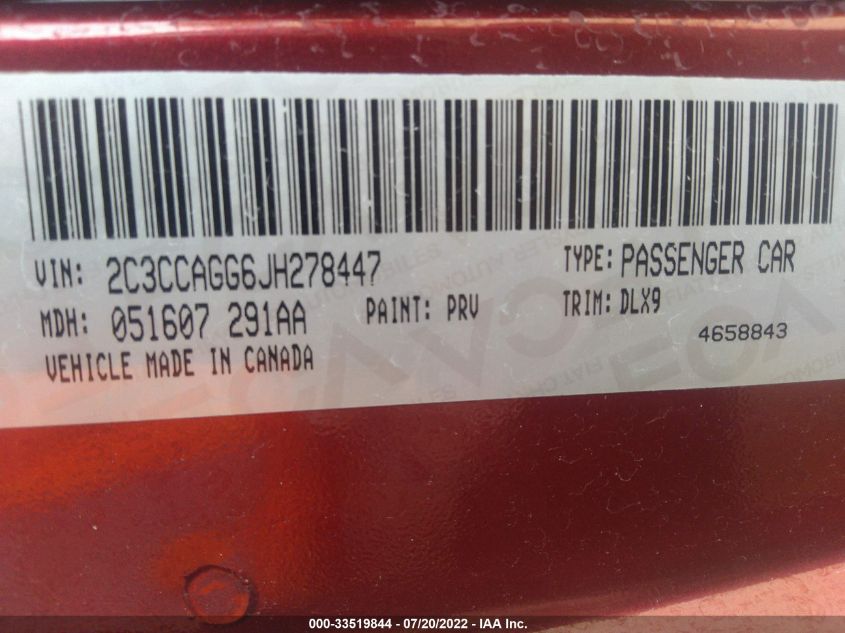 VIN: 2C3CCAGG6JH278447 TYPE: PASSENGER CAR
MDH: 051607 291AA PAINT: PRV TRIM: DLX9
4658843
VEHICLE MADE IN CANADA
000-33519844 - 07/20/2022 - IAA Inc.